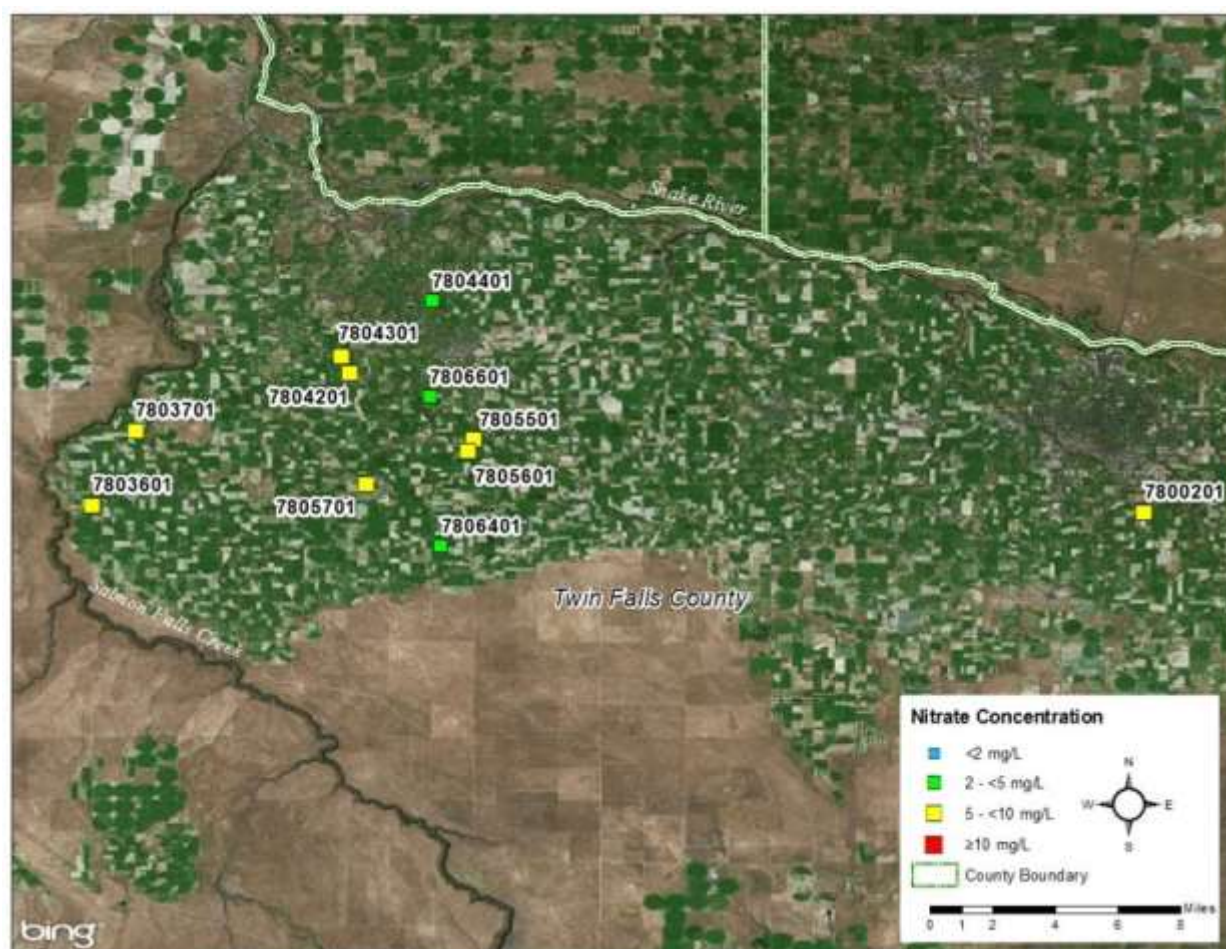 Snake River
7804401
7804301
7806601
7804201
7803701
7805501
7805601
7803601
7805701
7800201
7806401
Twin Falls County
Salmon Falls Creek
Nitrate Concentration
<2 mg/L
2 - <5 mg/L
5 - <10 mg/L
≥10 mg/L
County Boundary
N
W
E
S
Miles
0 1 2 4 6 8
bing